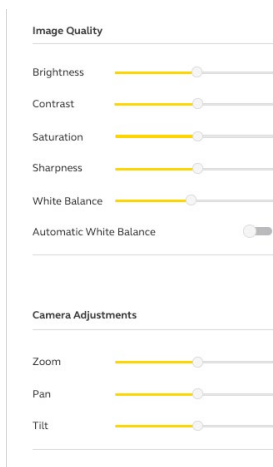 Image Quality
Brightness
Contrast
Saturation
Sharpness
White Balance
Automatic White Balance
Camera Adjustments
Zoom
Pan
Tilt